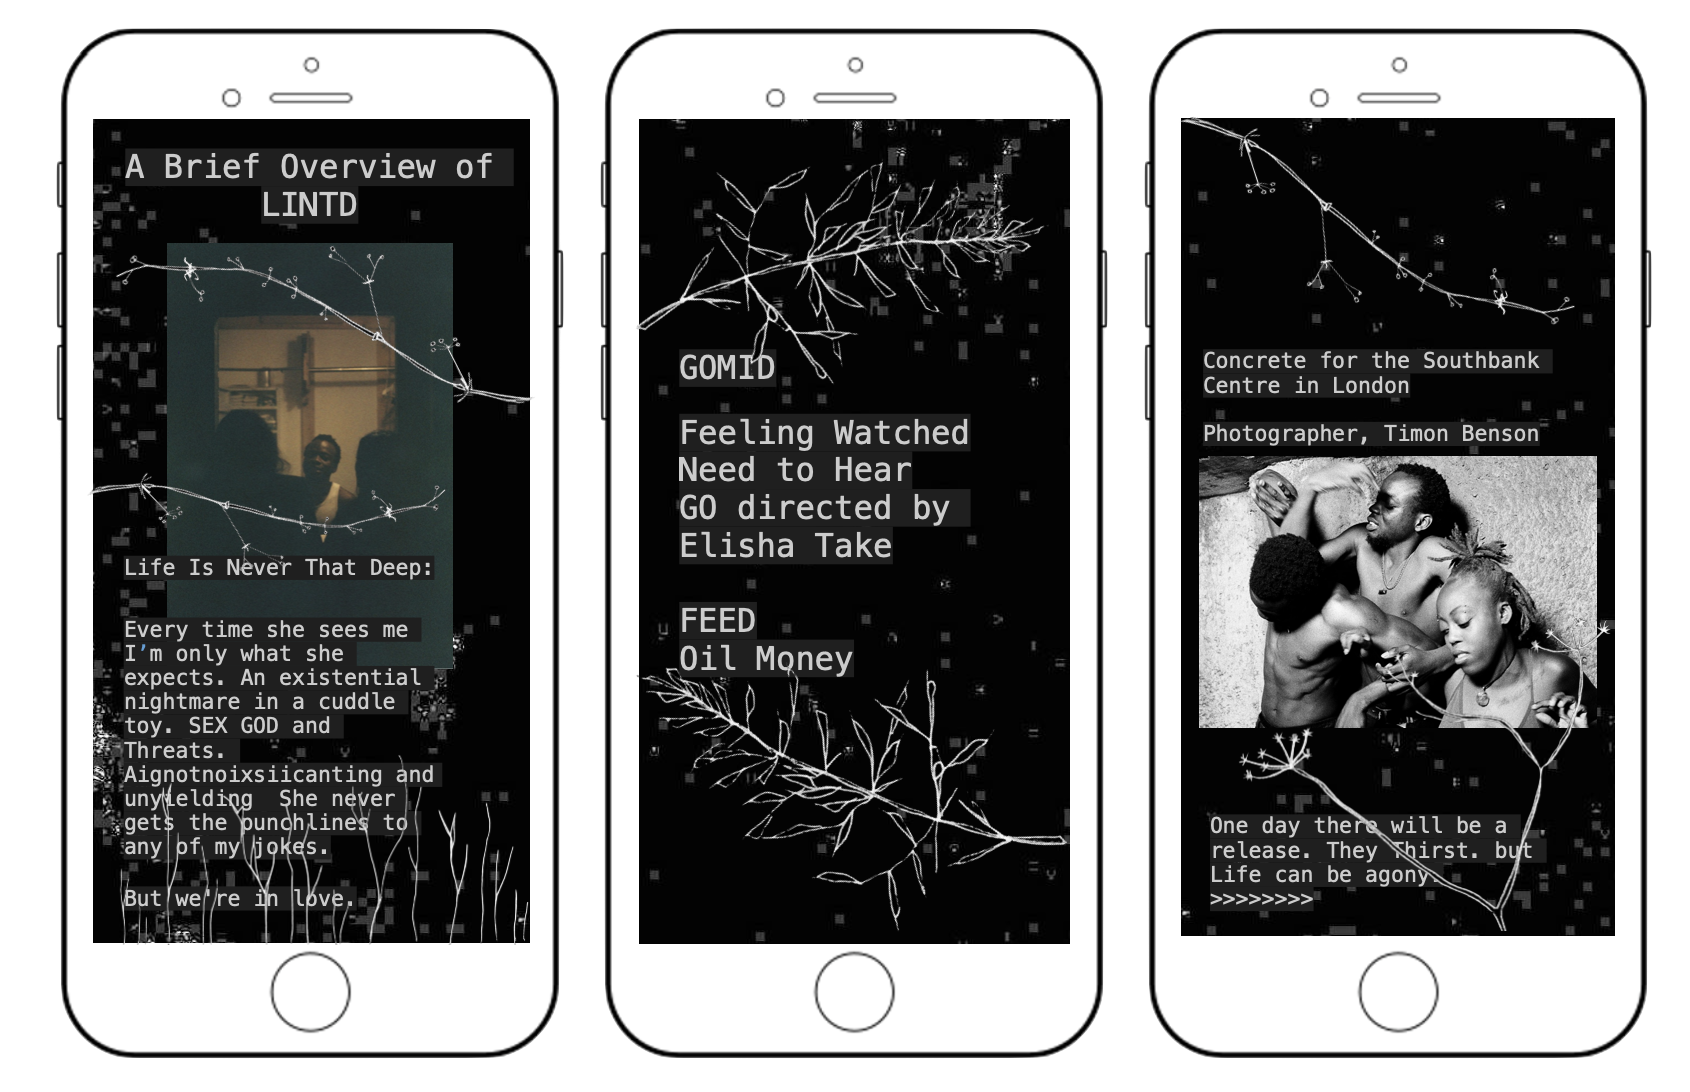 A Brief Overview of
LINTD
Life Is Never That Deep:
Every time she sees me
I'm only what she
expects. An existential
nightmare in a cuddle
toy. SEX GOD and
Threats.
Aignotnoixsiicanting and
unyielding  She never
gets the punchlines to
any of my jokes.
But we're in love.
GOMID
Feeling Watched
Need to Hear
GO directed by
Elisha Take
FEED
Oil Money
Concrete for the Southbank
Centre in London
Photographer, Timon Benson
One day there will be a
release. They Thirst. but
Life can be agony.
>>>>>>>>